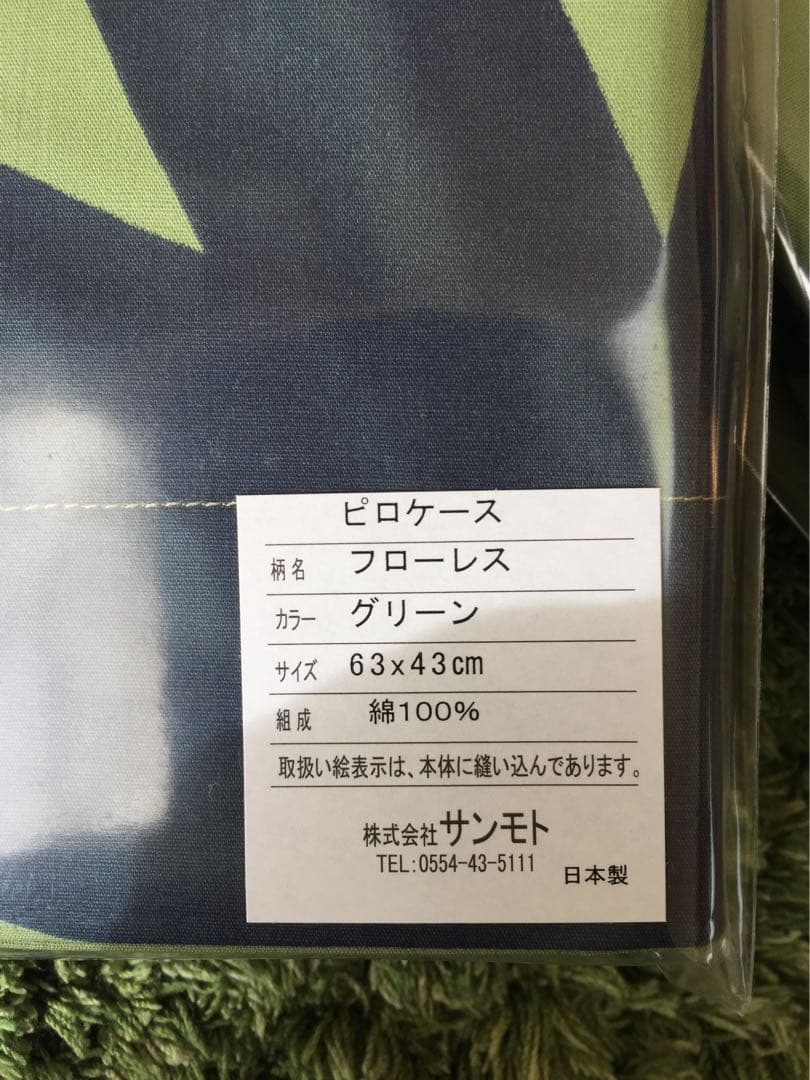 ピロケース
柄名 フローレス
カラー グリーン
サイズ 63x43cm
組成 綿100%
取扱い絵表示は、本体に縫い込んであります。
株式会社サンモト
TEL:0554-43-5111
日本製